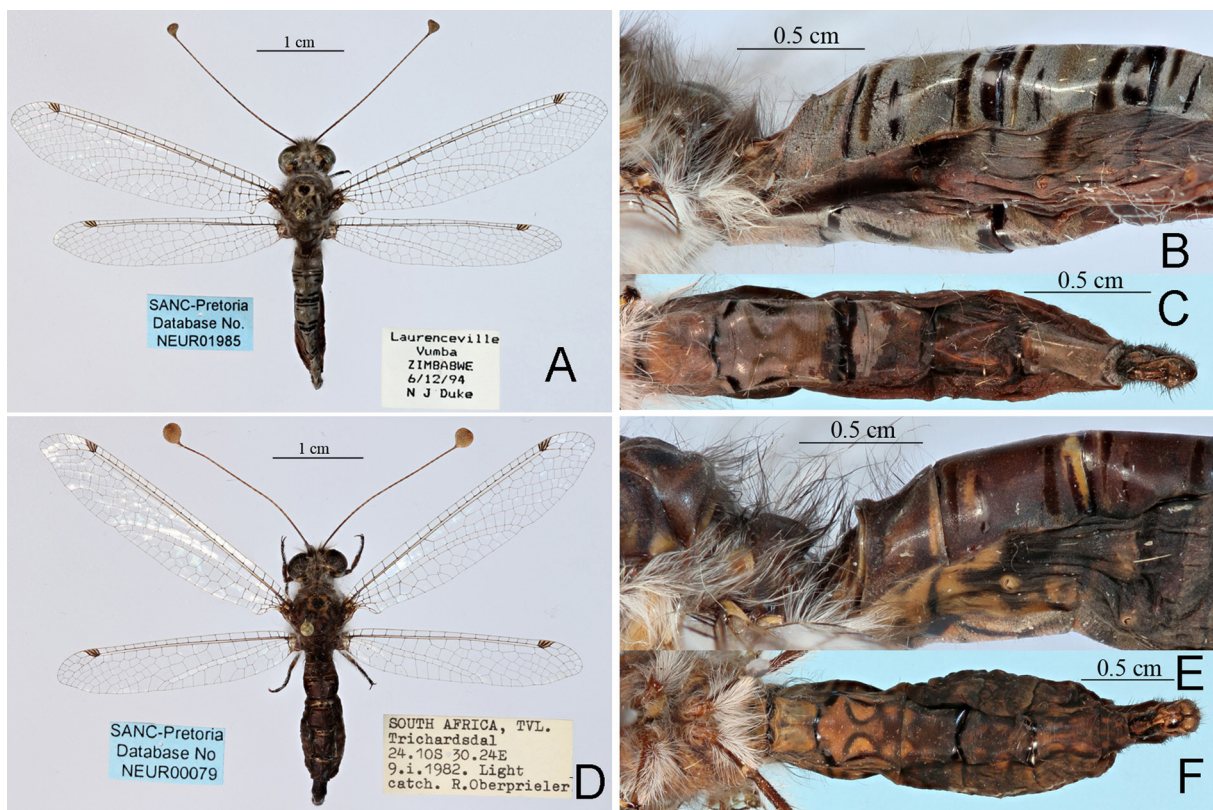 1 cm
SANC-Pretoria
Database No.
NEUR01985
Laurenceville
Vumba
ZIMBABWE
6/12/94
N J Duke
A
0.5 cm
B
0.5 cm
C
1 cm
SANC-Pretoria
Database No
NEUR00079
SOUTH AFRICA, TVL.
Trichardsdal
24.10S 30.24E
9.i.1982. Light
catch. R.Oberprieler
D
0.5 cm
E
0.5 cm
F